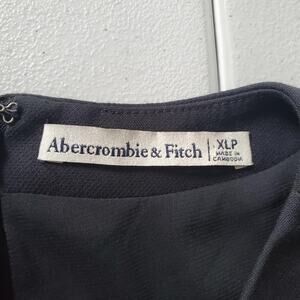 Abercrombie & Fitch
XLP
MADE IN
CAMBODIA